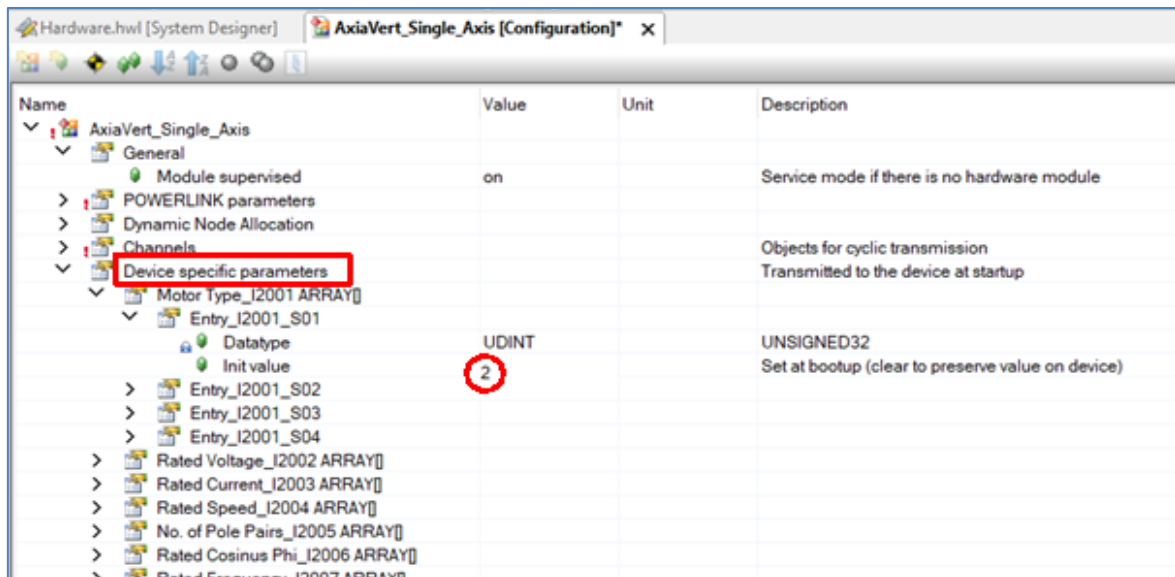 Hardware.hwl [System Designer] AxiaVert_Single_Axis [Configuration]* x
Name Value Unit Description
AxiaVert_Single_Axis
General
Module supervised on Service mode if there is no hardware module
POWERLINK parameters
Dynamic Node Allocation
Channels Objects for cyclic transmission
Device specific parameters Transmitted to the device at startup
Motor Type_I2001 ARRAY[]
Entry_I2001_S01
Datatype UDINT UNSIGNED32
Init value 2 Set at bootup (clear to preserve value on device)
Entry_I2001_S02
Entry_I2001_S03
Entry_I2001_S04
Rated Voltage_I2002 ARRAY[]
Rated Current_I2003 ARRAY[]
Rated Speed_I2004 ARRAY[]
No. of Pole Pairs_I2005 ARRAY[]
Rated Cosinus Phi_I2006 ARRAY[]
Rated Frequency_I2007 ARRAY[]